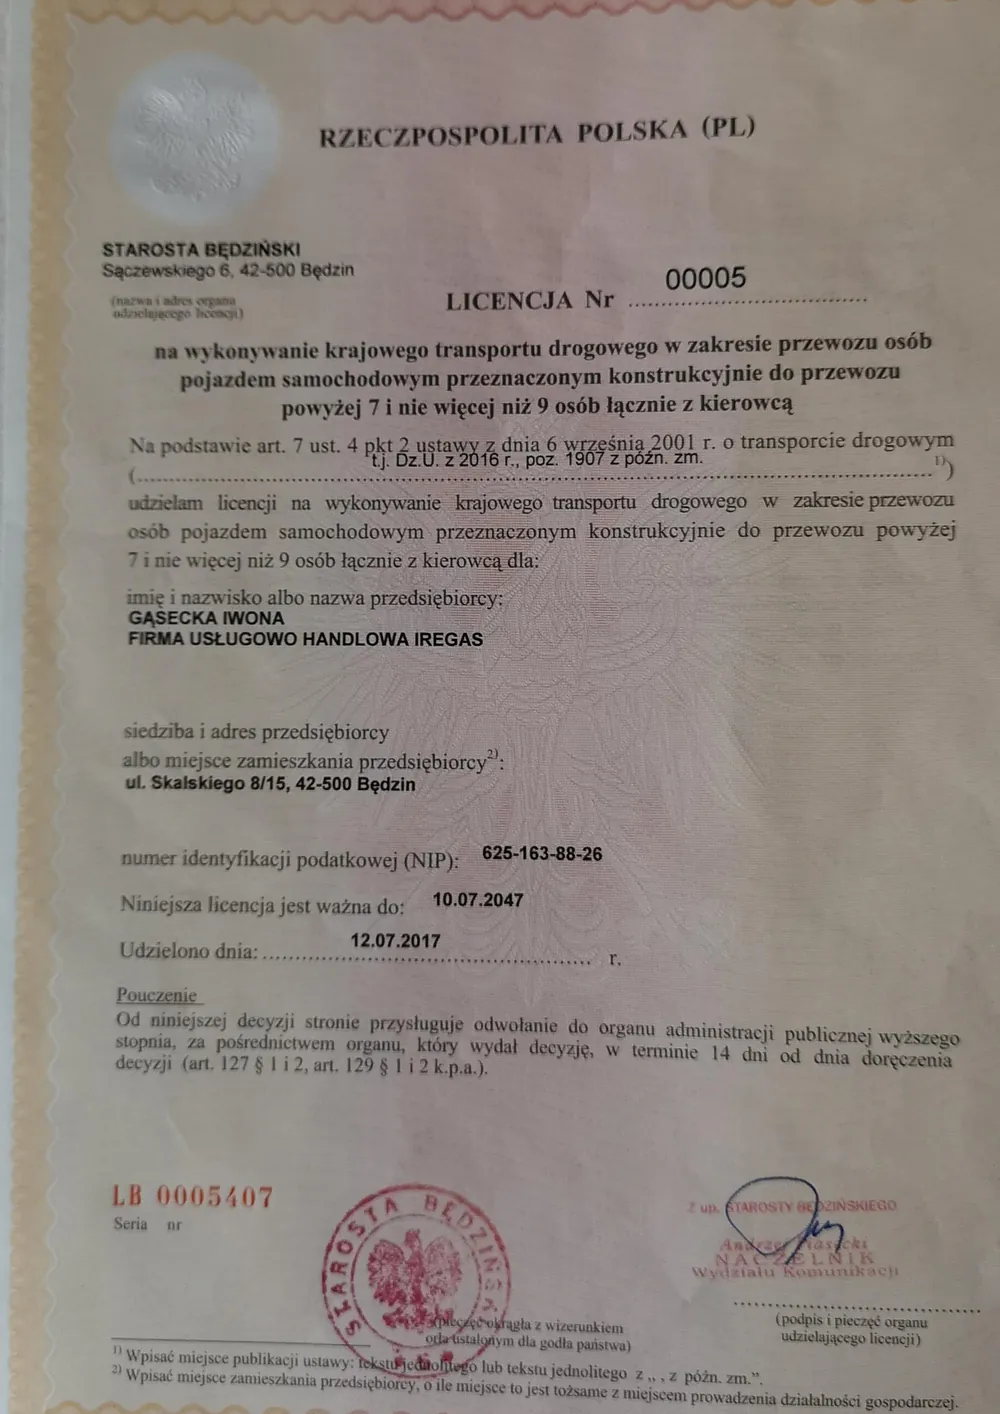 RZECZPOSPOLITA POLSKA (PL)
STAROSTA BĘDZIŃSKI
Sączewskiego 6, 42-500 Będzin
(nazwa i adres organu
udzielającego licencji)
00005
LICENCJA Nr ........................................
na wykonywanie krajowego transportu drogowego w zakresie przewozu osób
pojazdem samochodowym przeznaczonym konstrukcyjnie do przewozu
powyżej 7 i nie więcej niż 9 osób łącznie z kierowcą
Na podstawie art. 7 ust. 4 pkt 2 ustawy z dnia 6 września 2001 r. o transporcie drogowym
t.j. Dz.U. z 2016 r., poz. 1907 z późn. zm.
(........................................ 1))
udzielam licencji na wykonywanie krajowego transportu drogowego w zakresie przewozu
osób pojazdem samochodowym przeznaczonym konstrukcyjnie do przewozu powyżej
7 i nie więcej niż 9 osób łącznie z kierowcą dla:
imię i nazwisko albo nazwa przedsiębiorcy:
GĄSECKA IWONA
FIRMA USŁUGOWO HANDLOWA IREGAS
siedziba i adres przedsiębiorcy
albo miejsce zamieszkania przedsiębiorcy2):
ul. Skalskiego 8/15, 42-500 Będzin
numer identyfikacji podatkowej (NIP): 625-163-88-26
Niniejsza licencja jest ważna do: 10.07.2047
12.07.2017
Udzielono dnia: ........................................ r.
Pouczenie
Od niniejszej decyzji stronie przysługuje odwołanie do organu administracji publicznej wyższego
stopnia, za pośrednictwem organu, który wydał decyzję, w terminie 14 dni od dnia doręczenia
decyzji (art. 127 § 1 i 2, art. 129 § 1 i 2 k.p.a.).
LB 0005407
Seria nr
STAROSTA BĘDZIŃSKI
Z up. STAROSTY BĘDZIŃSKIEGO
Andrzej
NACZELNIK
Wydziału Komunikacji
(pieczęć okrągła z wizerunkiem
orła ustalonym dla godła państwa)
........................................
(podpis i pieczęć organu
udzielającego licencji)
1) Wpisać miejsce publikacji ustawy: tekstu jednolitego lub tekstu jednolitego z „ , z późn. zm.”.
2) Wpisać miejsce zamieszkania przedsiębiorcy, o ile miejsce to jest tożsame z miejscem prowadzenia działalności gospodarczej.